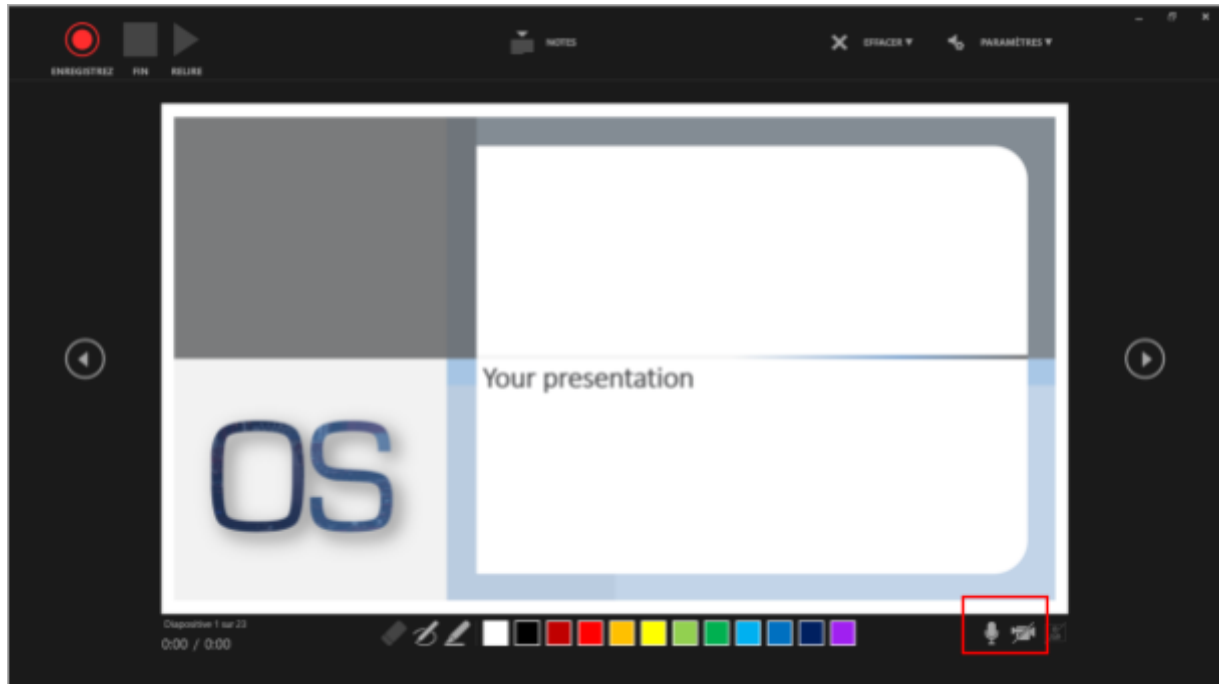 ENREGISTREZ
FIN
RELIRE
NOTES
EFFACER
PARAMÈTRES
Your presentation
OS
Diapositive 1 sur 23
0:00 / 0:00